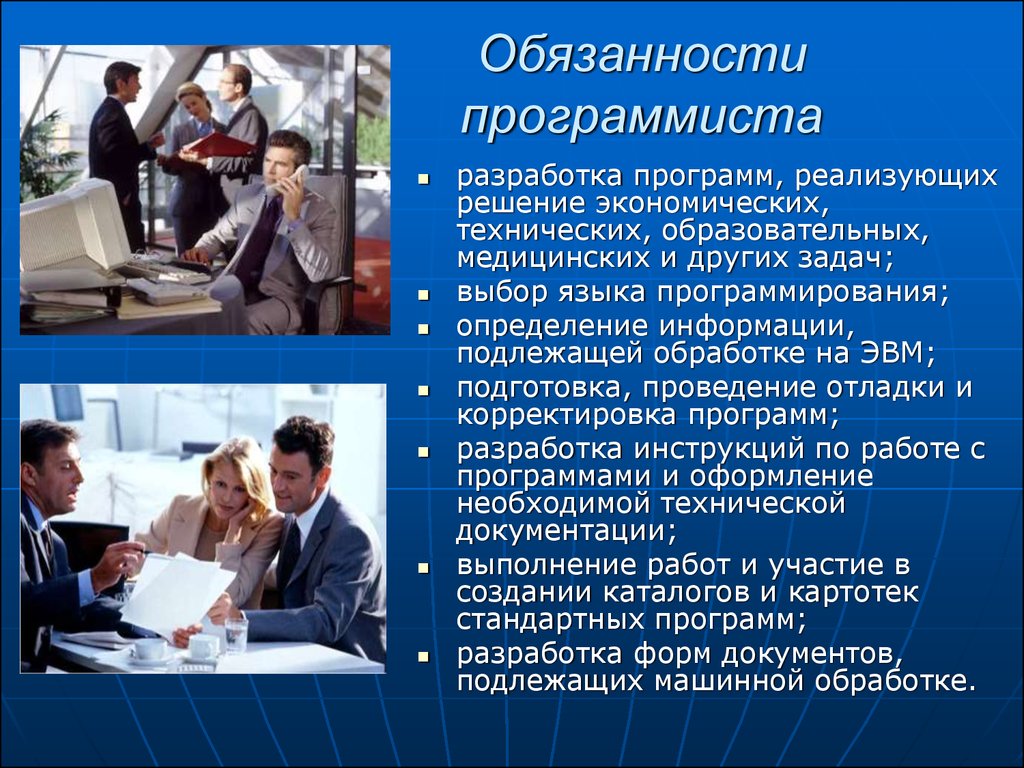 Обязанности
программиста
разработка программ, реализующих
решение экономических,
технических, образовательных,
медицинских и других задач;
выбор языка программирования;
определение информации,
подлежащей обработке на ЭВМ;
подготовка, проведение отладки и
корректировка программ;
разработка инструкций по работе с
программами и оформление
необходимой технической
документации;
выполнение работ и участие в
создании каталогов и картотек
стандартных программ;
разработка форм документов,
подлежащих машинной обработке.